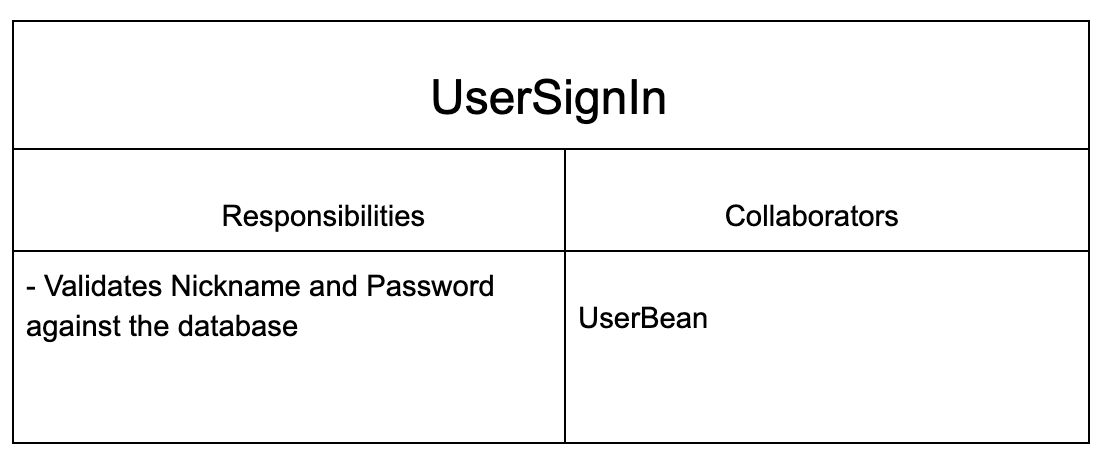 UserSignIn
Responsibilities
Collaborators
- Validates Nickname and Password
against the database
UserBean